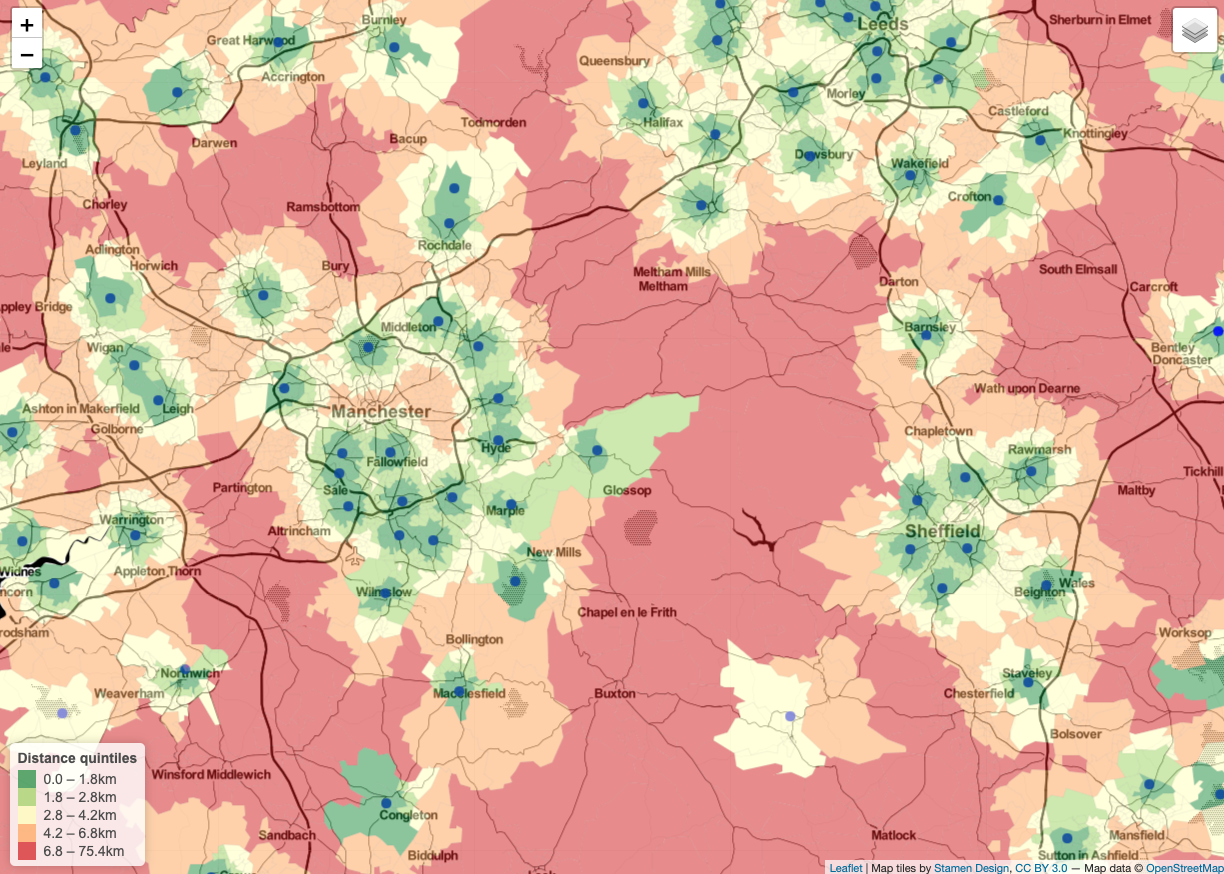 +
Burnley
Leeds
Sherburn in Elmet
−
Great Harwood
Queensbury
Accrington
Morley
Castleford
Halifax
Todmorden
Knottingley
Bacup
Darwen
Dewsbury
Leyland
Wakefield
Crofton
Chorley
Ramsbottom
Rochdale
Adlington
Horwich
Bury
Meltham Mills
Meltham
South Elmsall
Darton
Carcroft
ppley Bridge
Middleton
Barnsley
Wigan
Bentley
Doncaster
Wath upon Dearne
Ashton in Makerfield
Leigh
Manchester
Golborne
Chapeltown
Hyde
Rawmarsh
Fallowfield
Tickhill
Partington
Sale
Glossop
Maltby
Marple
Warrington
Altrincham
Sheffield
New Mills
Widnes
Appleton Thorn
ncorn
Wilmslow
Beighton
Wales
Chapel en le Frith
rodsham
Bollington
Worksop
Northwich
Staveley
Weaverham
Macclesfield
Buxton
Chesterfield
Bolsover
Distance quintiles
0.0 – 1.8km
1.8 – 2.8km
2.8 – 4.2km
4.2 – 6.8km
6.8 – 75.4km
Winsford Middlewich
Congleton
Sandbach
Matlock
Mansfield
Biddulph
Sutton in Ashfield
Leaflet | Map tiles by Stamen Design, CC BY 3.0 — Map data © OpenStreetMap